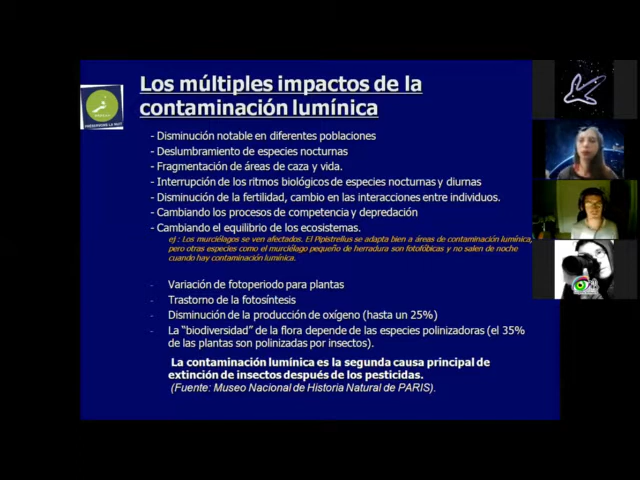 Los múltiples impactos de la
contaminación lumínica
- Disminución notable en diferentes poblaciones
- Deslumbramiento de especies nocturnas
- Fragmentación de áreas de caza y vida.
- Interrupción de los ritmos biológicos de especies nocturnas y diurnas
- Disminución de la fertilidad, cambio en las interacciones entre individuos.
- Cambiando los procesos de competencia y depredación
- Cambiando el equilibrio de los ecosistemas.
ej : Los murciélagos se ven afectados. El Pipistrellus se adapta bien a áreas de contaminación lumínica,
pero otras especies como el murciélago pequeño de herradura son fotofóbicas y no salen de noche
cuando hay contaminación lumínica.
- Variación de fotoperiodo para plantas
- Trastorno de la fotosíntesis
- Disminución de la producción de oxígeno (hasta un 25%)
- La "biodiversidad" de la flora depende de las especies polinizadoras (el 35%
de las plantas son polinizadas por insectos).
La contaminación lumínica es la segunda causa principal de
extinción de insectos después de los pesticidas.
(Fuente: Museo Nacional de Historia Natural de PARIS).